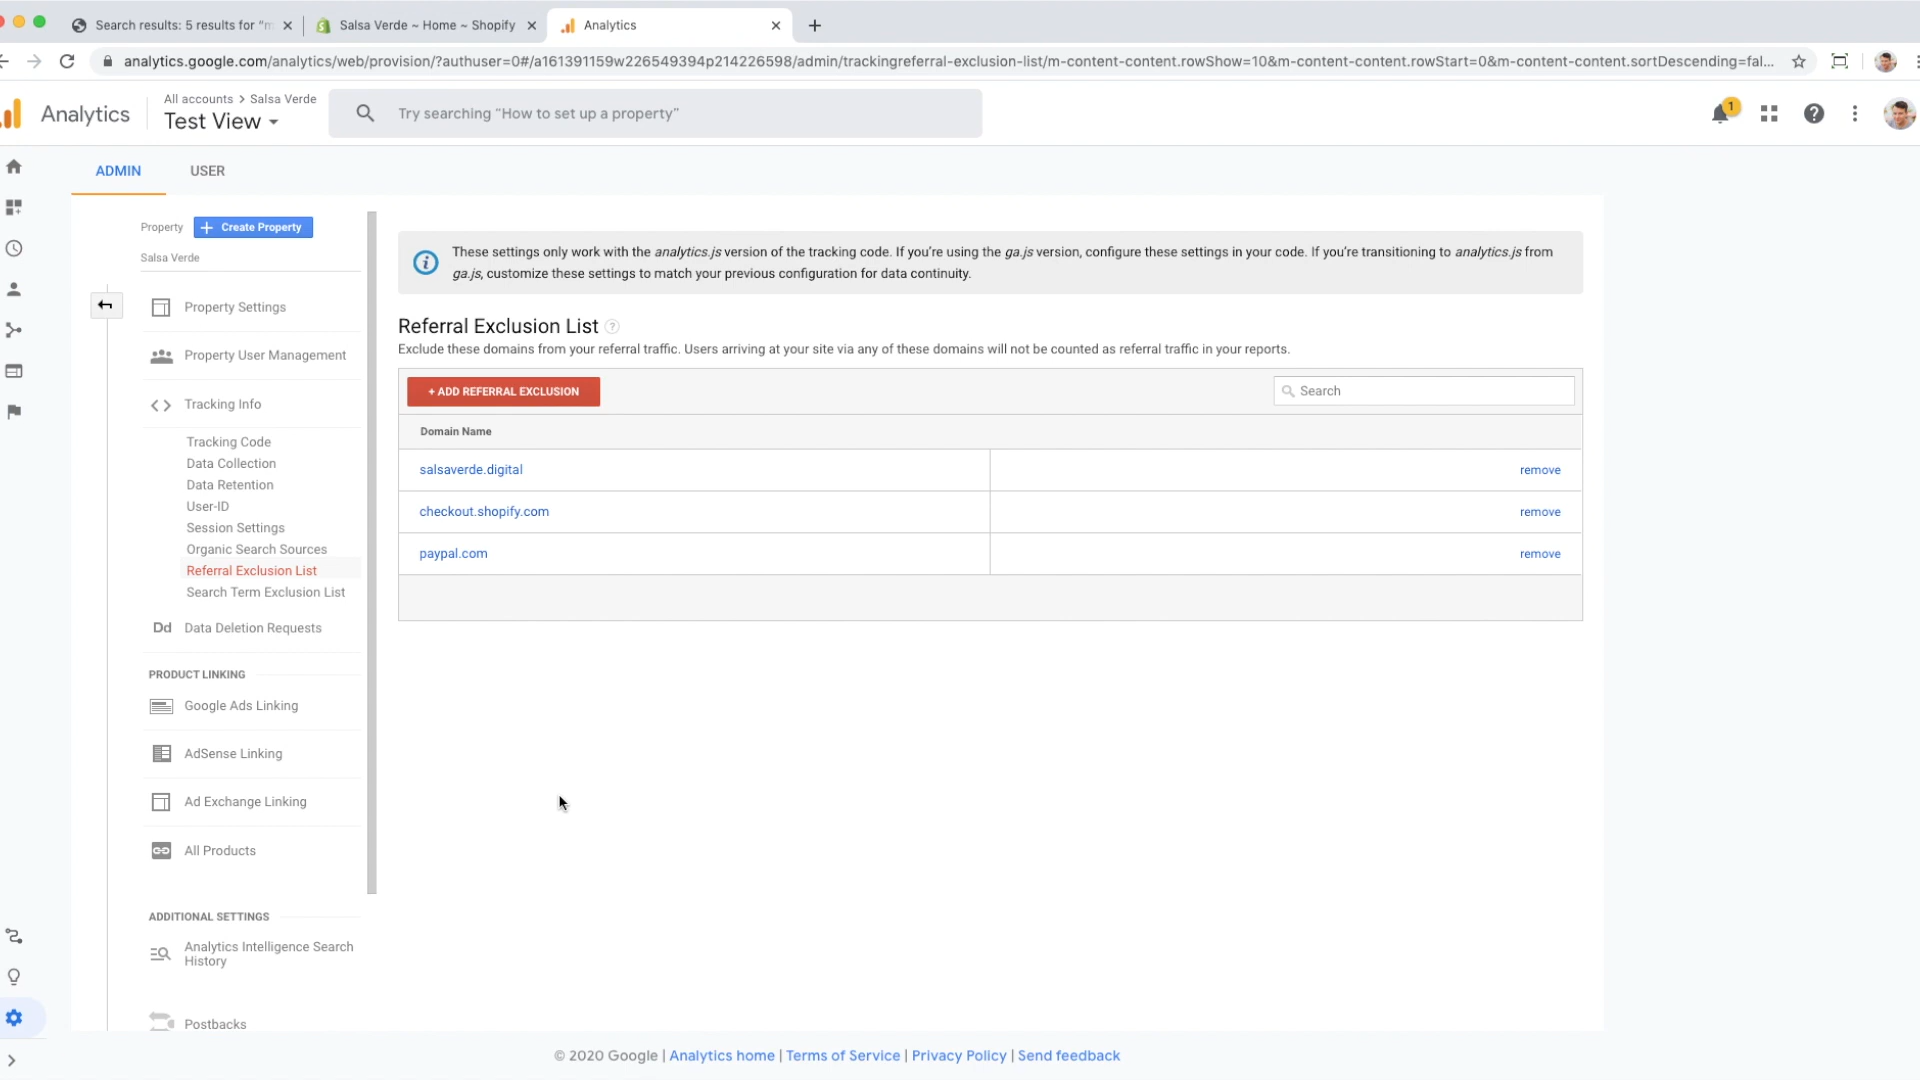 Search results: 5 results for “m
Salsa Verde ~ Home ~ Shopify
Analytics
analytics.google.com/analytics/web/provision/?authuser=0#/a161391159w226549394p214226598/admin/trackingreferral-exclusion-list/m-content-content.rowShow=10&m-content-content.rowStart=0&m-content-content.sortDescending=fal...
Analytics
All accounts > Salsa Verde
Test View
Try searching “How to set up a property”
1
ADMIN
USER
Property
+ Create Property
Salsa Verde
Property Settings
Property User Management
Tracking Info
Tracking Code
Data Collection
Data Retention
User-ID
Session Settings
Organic Search Sources
Referral Exclusion List
Search Term Exclusion List
Dd Data Deletion Requests
PRODUCT LINKING
Google Ads Linking
AdSense Linking
Ad Exchange Linking
All Products
ADDITIONAL SETTINGS
Analytics Intelligence Search
History
Postbacks
These settings only work with the analytics.js version of the tracking code. If you’re using the ga.js version, configure these settings in your code. If you’re transitioning to analytics.js from
ga.js, customize these settings to match your previous configuration for data continuity.
Referral Exclusion List ?
Exclude these domains from your referral traffic. Users arriving at your site via any of these domains will not be counted as referral traffic in your reports.
+ ADD REFERRAL EXCLUSION
Search
Domain Name
salsaverde.digital remove
checkout.shopify.com remove
paypal.com remove
© 2020 Google | Analytics home | Terms of Service | Privacy Policy | Send feedback